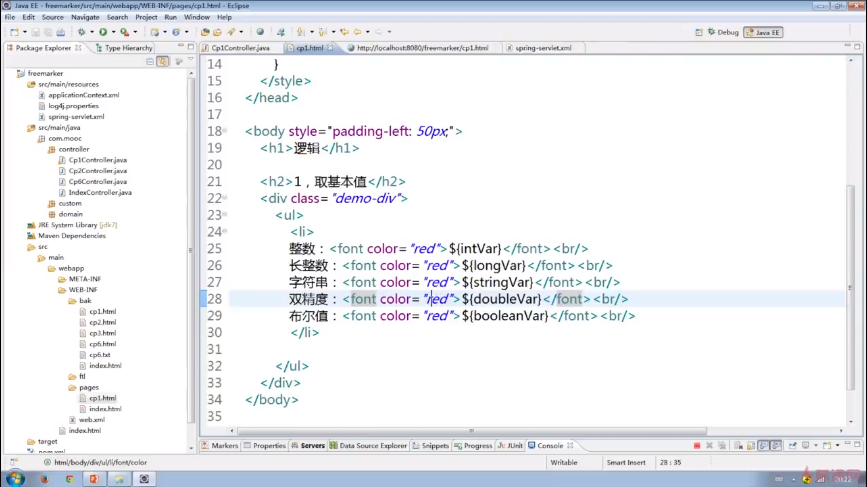 Java EE - freemarker/src/main/webapp/WEB-INF/pages/cp1.html - Eclipse
File Edit Source Navigate Search Project Run Window Help
Debug Java EE
Package Explorer Type Hierarchy
Cp1Controller.java cp1.html http://localhost:8080/freemarker/cp1.html spring-servlet.xml
freemarker
src/main/resources
applicationContext.xml
log4j.properties
spring-servlet.xml
src/main/java
com.mooc
controller
Cp1Controller.java
Cp2Controller.java
Cp6Controller.java
IndexController.java
custom
domain
JRE System Library [jdk7]
Maven Dependencies
src
main
webapp
META-INF
WEB-INF
bak
cp1.html
cp2.html
cp3.html
cp6.html
cp6.txt
index.html
ftl
pages
cp1.html
index.html
web.xml
index.html
target
pom.xml
14 }
15 </style>
16 </head>
17
18 <body style="padding-left: 50px;">
19 <h1>逻辑</h1>
20
21 <h2>1，取基本值</h2>
22 <div class="demo-div">
23 <ul>
24 <li>
25 整数：<font color="red">${intVar}</font><br/>
26 长整数：<font color="red">${longVar}</font><br/>
27 字符串：<font color="red">${stringVar}</font><br/>
28 双精度：<font color="red">${doubleVar}</font><br/>
29 布尔值：<font color="red">${booleanVar}</font><br/>
30 </li>
31
32 </ul>
33 </div>
34 </body>
35
Markers Properties Servers Data Source Explorer Snippets Progress JUnit Console
html/body/div/ul/li/font/color Writable Smart Insert 28 : 35
20:22